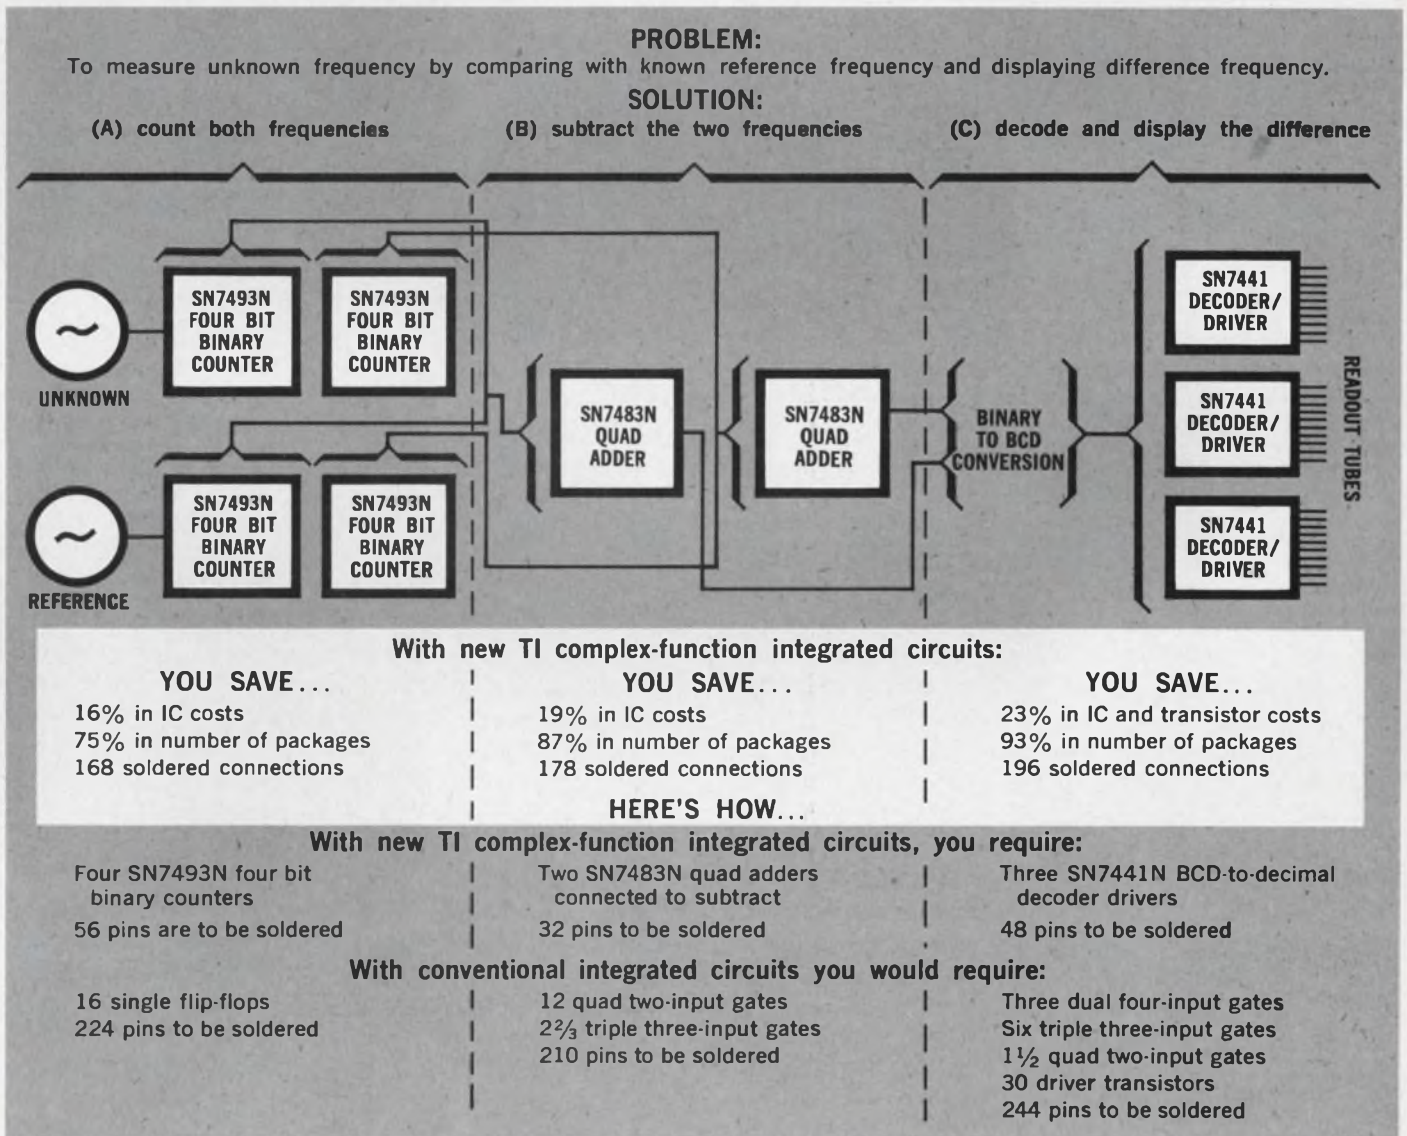 PROBLEM:
To measure unknown frequency by comparing with known reference frequency and displaying difference frequency.
SOLUTION:
(A) count both frequencies
(B) subtract the two frequencies
(C) decode and display the difference
UNKNOWN
SN7493N
FOUR BIT
BINARY
COUNTER
SN7493N
FOUR BIT
BINARY
COUNTER
REFERENCE
SN7493N
FOUR BIT
BINARY
COUNTER
SN7493N
FOUR BIT
BINARY
COUNTER
SN7483N
QUAD
ADDER
SN7483N
QUAD
ADDER
BINARY
TO BCD
CONVERSION
SN7441
DECODER/
DRIVER
SN7441
DECODER/
DRIVER
SN7441
DECODER/
DRIVER
READOUT TUBES
With new TI complex-function integrated circuits:
YOU SAVE...
16% in IC costs
75% in number of packages
168 soldered connections
YOU SAVE...
19% in IC costs
87% in number of packages
178 soldered connections
YOU SAVE...
23% in IC and transistor costs
93% in number of packages
196 soldered connections
HERE'S HOW...
With new TI complex-function integrated circuits, you require:
Four SN7493N four bit
binary counters
56 pins are to be soldered
Two SN7483N quad adders
connected to subtract
32 pins to be soldered
Three SN7441N BCD-to-decimal
decoder drivers
48 pins to be soldered
With conventional integrated circuits you would require:
16 single flip-flops
224 pins to be soldered
12 quad two-input gates
2⅔ triple three-input gates
210 pins to be soldered
Three dual four-input gates
Six triple three-input gates
1½ quad two-input gates
30 driver transistors
244 pins to be soldered